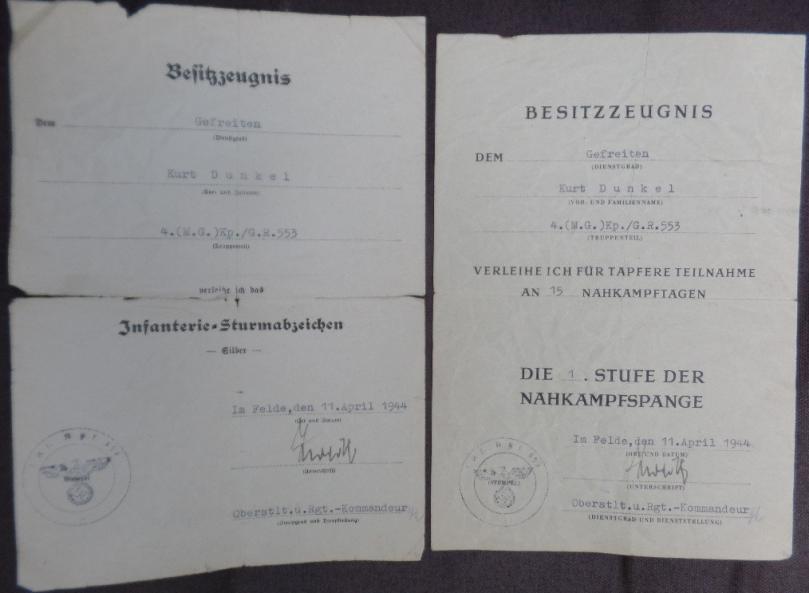 Besitzzeugnis
Dem Gefreiten
(Dienstgrad)
Kurt Dunkel
(Vor- und Zuname)
4.(M.G.)Kp./G.R.553
(Truppenteil)
verleihe ich das
Infanterie-Sturmabzeichen
— Silber —
Im Felde, den 11.April 1944
(Ort und Datum)
(Unterschrift)
Oberstlt.u.Rgt.-Kommandeur
(Dienstgrad und Dienststellung)
BESITZZEUGNIS
DEM Gefreiten
(DIENSTGRAD)
Kurt Dunkel
(VOR- UND FAMILIENNAME)
4.(M.G.)Kp./G.R.553
(TRUPPENTEIL)
VERLEIHE ICH FÜR TAPFERE TEILNAHME
AN 15 NAHKAMPFTAGEN
DIE 1. STUFE DER
NAHKAMPFSPANGE
Im Felde, den 11.April 1944
(ORT UND DATUM)
(STEMPEL)
(UNTERSCHRIFT)
Oberstlt.u.Rgt.-Kommandeur
(DIENSTGRAD UND DIENSTSTELLUNG)